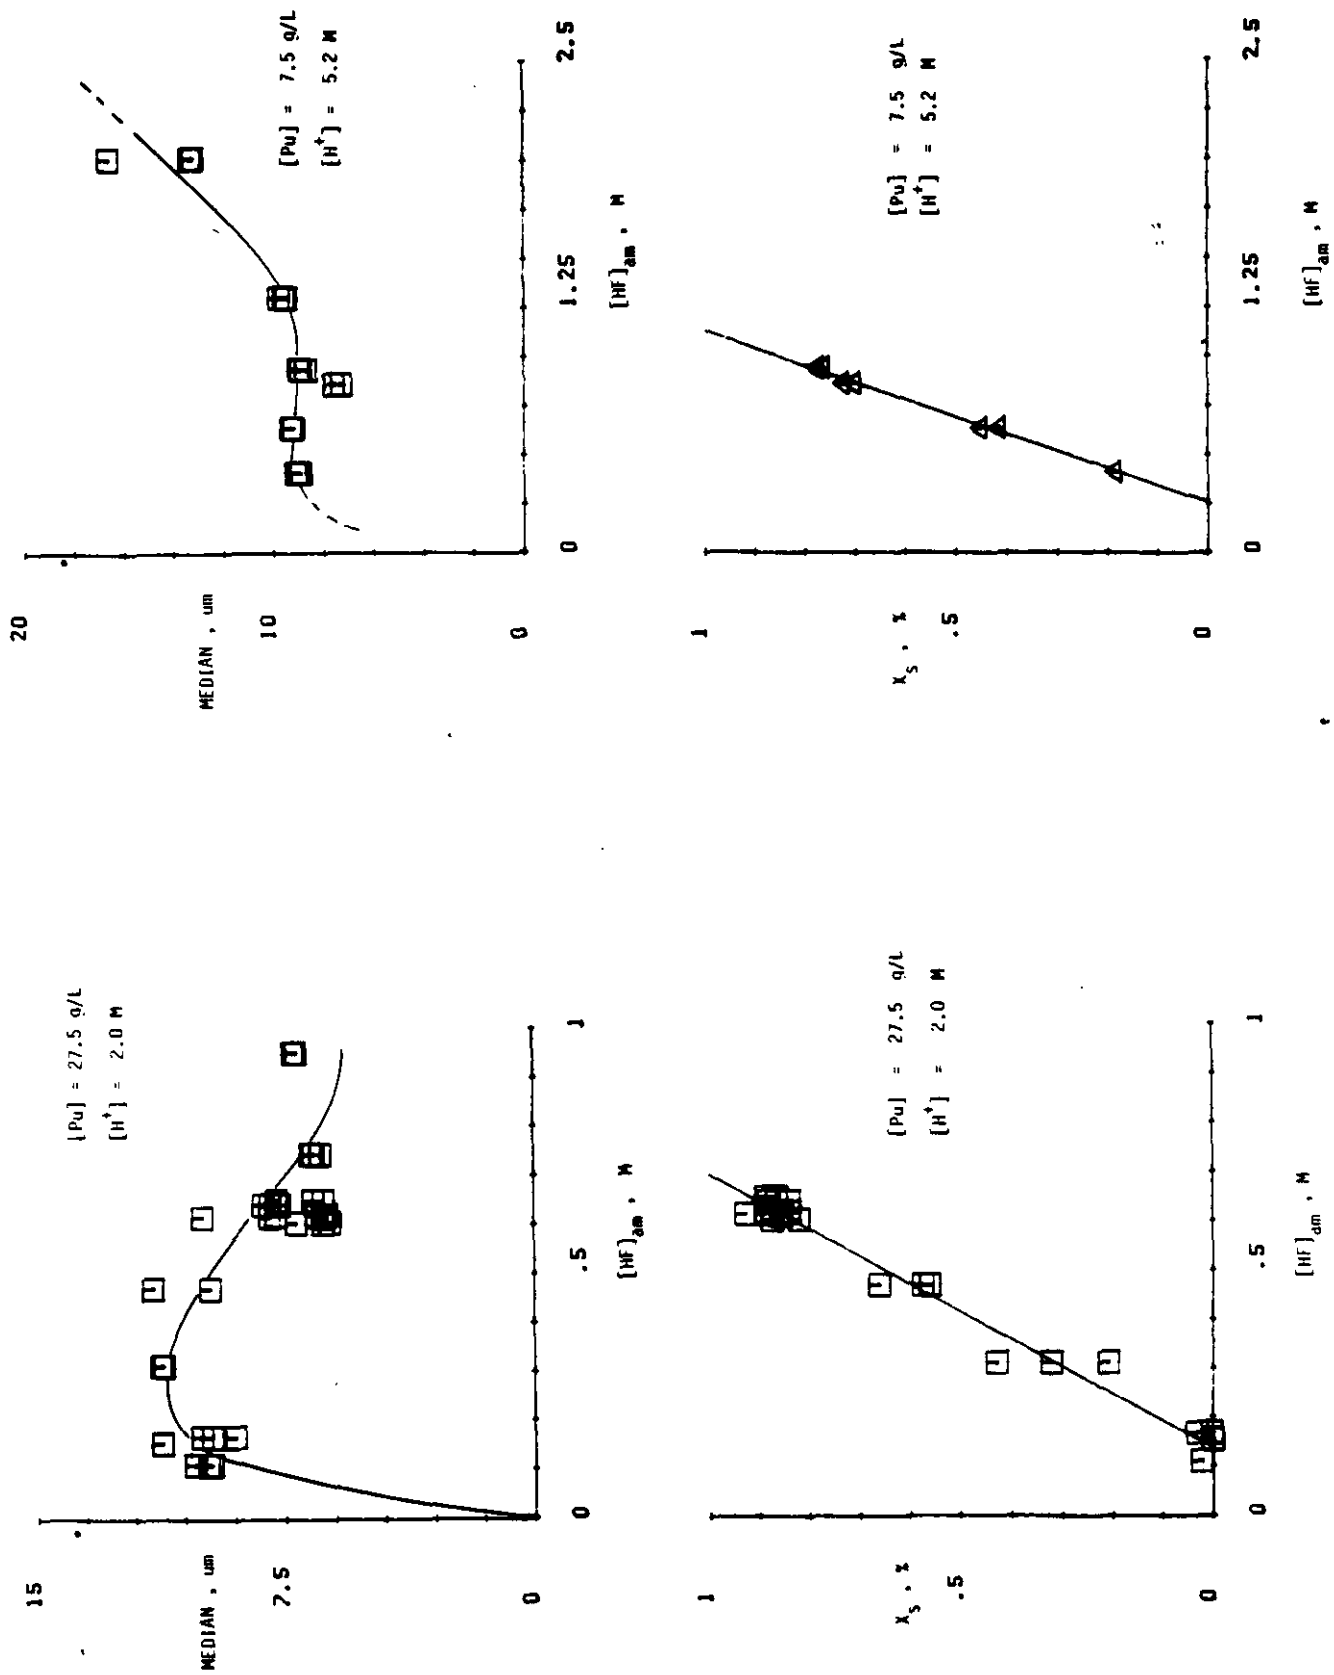 20
MEDIAN , um
10
0
[Pu] = 7.5 g/L
[H+] = 5.2 M
0
1.25
2.5
[HF]am , M
1
Xs , %
.5
0
[Pu] = 7.5 g/L
[H+] = 5.2 M
0
1.25
2.5
[HF]am , M
15
MEDIAN , um
7.5
0
[Pu] = 27.5 g/L
[H+] = 2.0 M
0
.5
1
[HF]am , M
1
Xs , %
.5
0
[Pu] = 27.5 g/L
[H+] = 2.0 M
0
.5
1
[HF]am , M